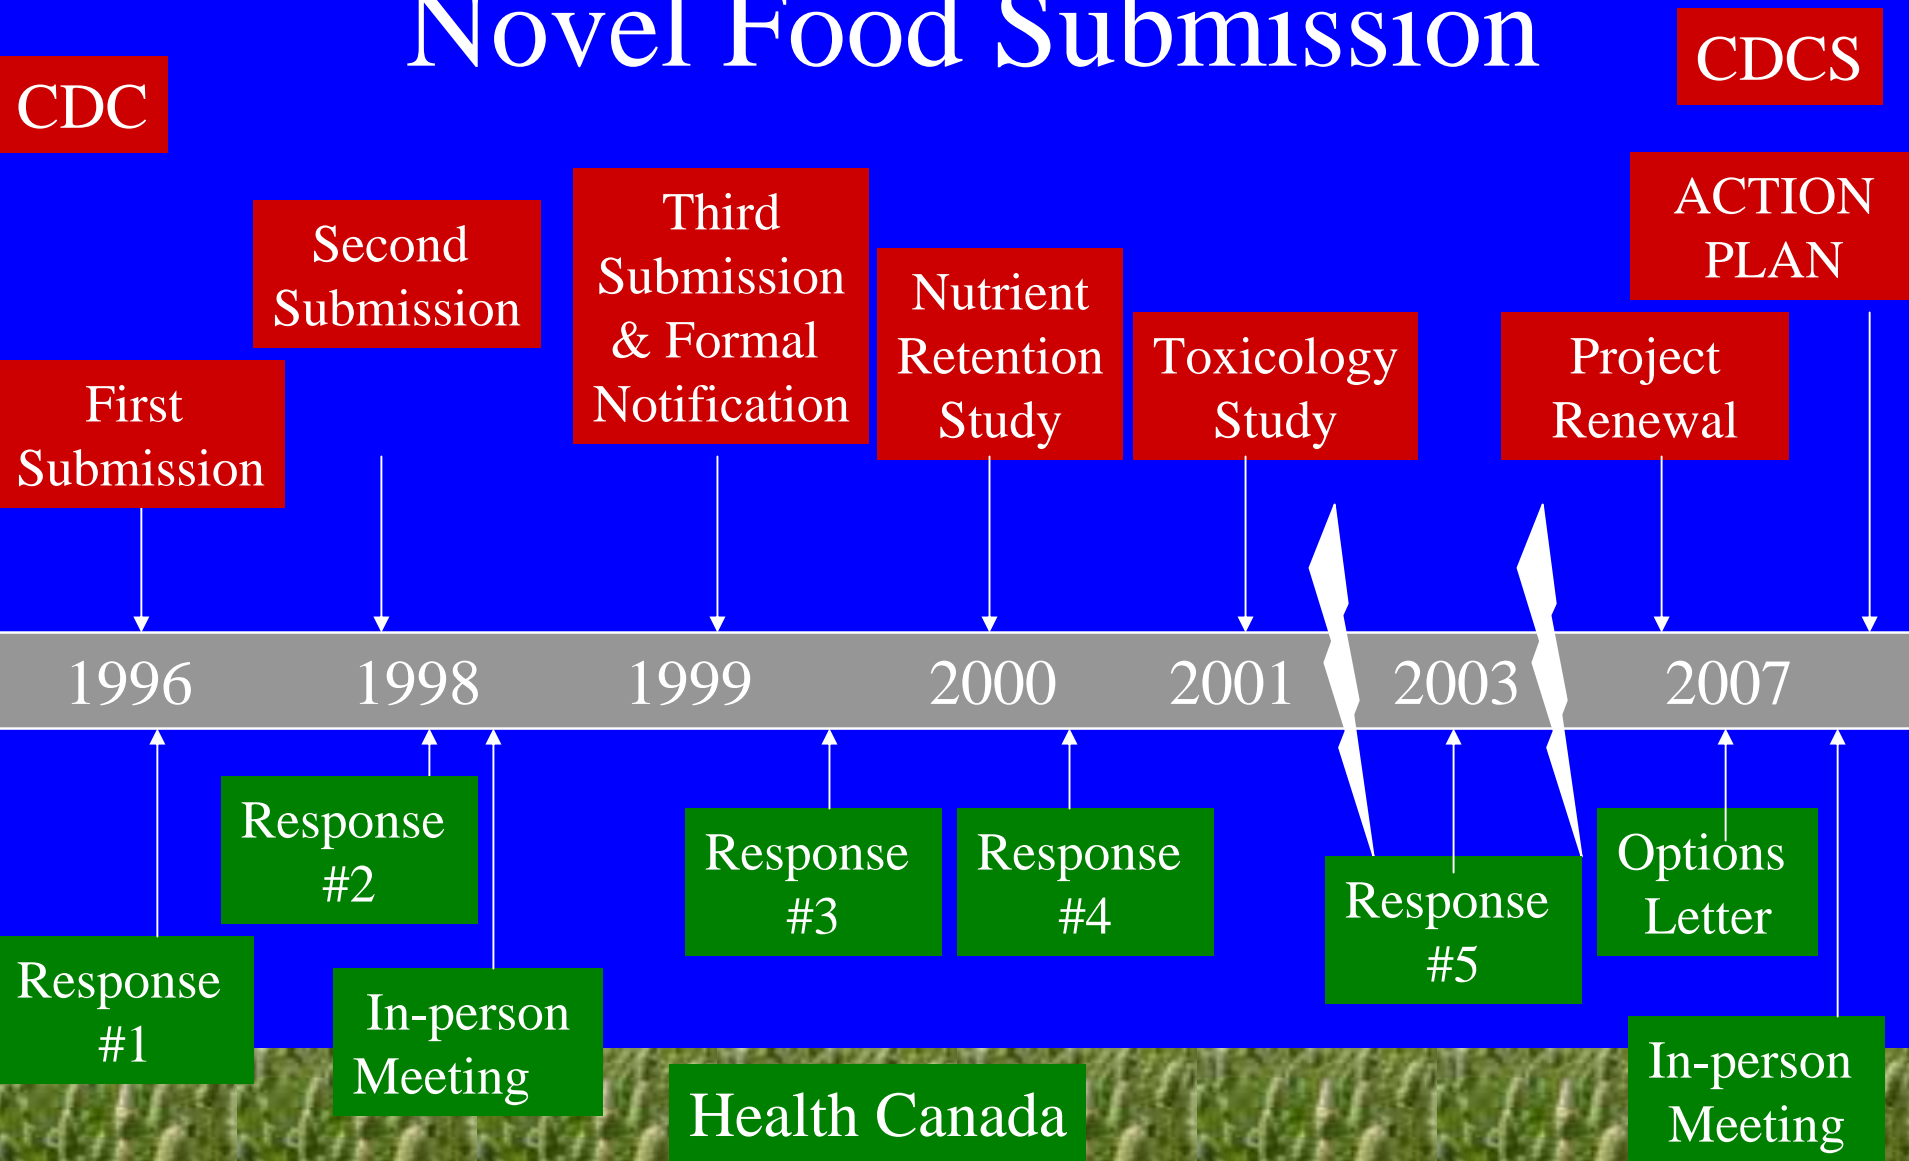 Novel Food Submission
CDC
CDCS
First
Submission
Second
Submission
Third
Submission
& Formal
Notification
Nutrient
Retention
Study
Toxicology
Study
Project
Renewal
ACTION
PLAN
1996
1998
1999
2000
2001
2003
2007
Response
#1
Response
#2
In-person
Meeting
Response
#3
Response
#4
Response
#5
Options
Letter
In-person
Meeting
Health Canada